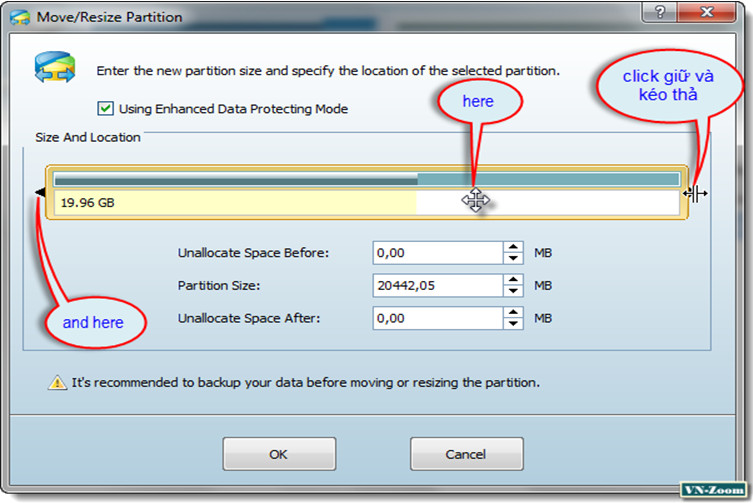 Move/Resize Partition
?
Enter the new partition size and specify the location of the selected partition.
click giữ và
kéo thả
here
Using Enhanced Data Protecting Mode
Size And Location
19.96 GB
Unallocate Space Before: 0,00 MB
Partition Size: 20442,05 MB
Unallocate Space After: 0,00 MB
and here
It's recommended to backup your data before moving or resizing the partition.
OK Cancel
VN-Zoom